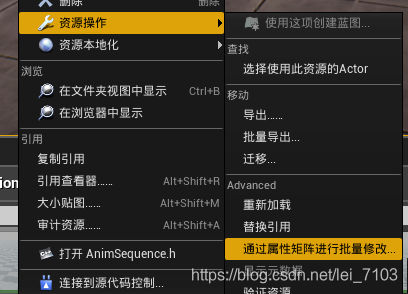 删除
资源操作
资源本地化
浏览
在文件夹视图中显示 Ctrl+B
在浏览器中显示
引用
复制引用
引用查看器...... Alt+Shift+R
大小贴图...... Alt+Shift+M
审计资源...... Alt+Shift+A
打开 AnimSequence.h
连接到源代码控制...
ion
使用这项创建蓝图...
查找
选择使用此资源的Actor
移动
导出......
批量导出...
迁移...
Advanced
重新加载
替换引用
通过属性矩阵进行批量修改...
显示元数据
验证资源
https://blog.csdn.net/lei_7103